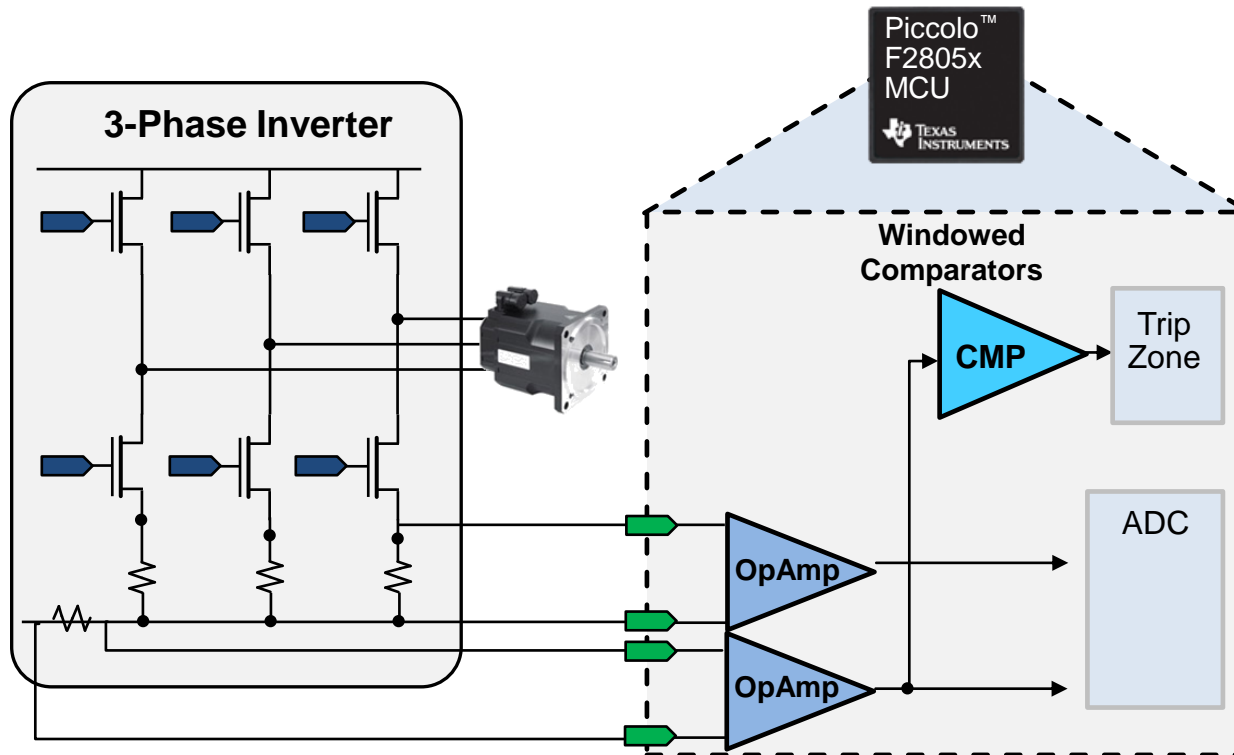 Piccolo™
F2805x
MCU
TEXAS
INSTRUMENTS
3-Phase Inverter
Windowed
Comparators
CMP
Trip
Zone
ADC
OpAmp
OpAmp